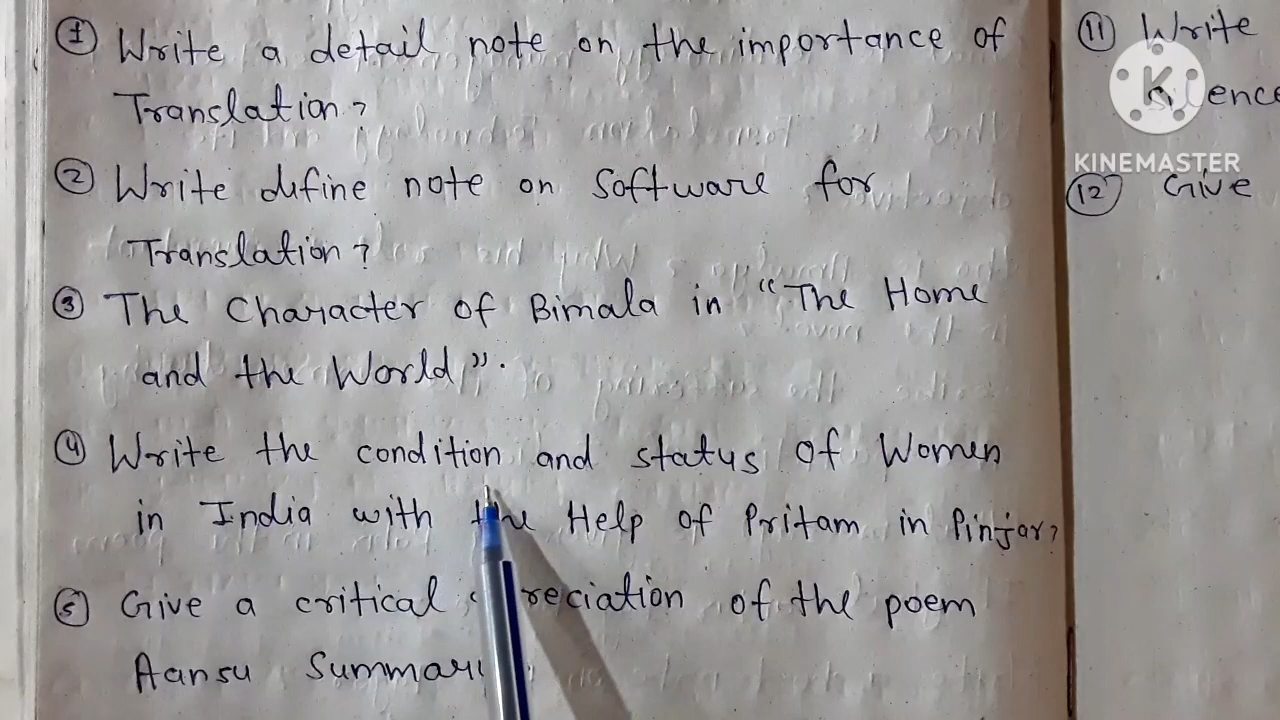 ① Write a detail note on the importance of
Translation?
② Write define note on Software for
Translation?
③ The Character of Bimala in "The Home
and the World".
④ Write the condition and status of Women
in India with the Help of Pritam in Pinjar?
⑤ Give a critical reciation of the poem
Aansu Summar
⑪ Write
ence
⑫ Give
KINEMASTER